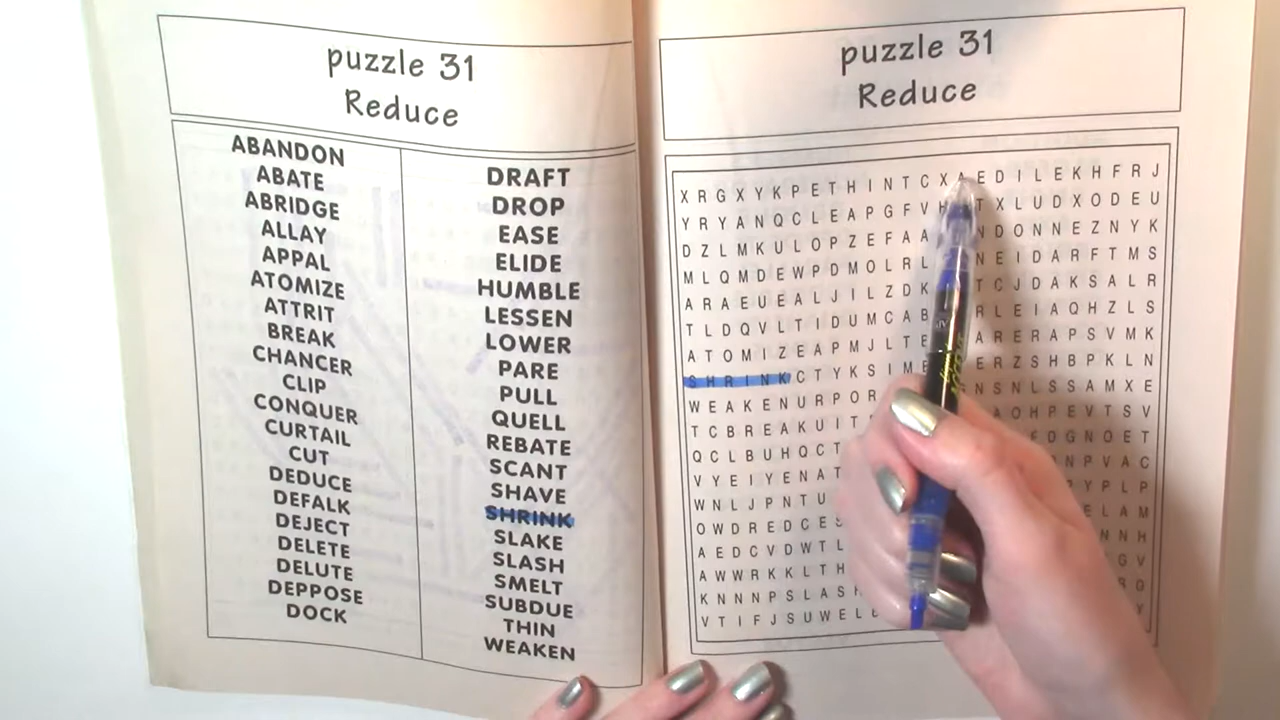 puzzle 31
Reduce
ABANDON
ABATE
ABRIDGE
ALLAY
APPAL
ATOMIZE
ATTRIT
BREAK
CHANCER
CLIP
CONQUER
CURTAIL
CUT
DEDUCE
DEFALK
DEJECT
DELETE
DELUTE
DEPPOSE
DOCK
DRAFT
DROP
EASE
ELIDE
HUMBLE
LESSEN
LOWER
PARE
PULL
QUELL
REBATE
SCANT
SHAVE
SHRINK
SLAKE
SLASH
SMELT
SUBDUE
THIN
WEAKEN
puzzle 31
Reduce
X R G X Y K P E T H I N T C X A E D I L E K H F R J
Y R Y A N Q C L E A P G F V H T X L U D X O D E U
D Z L M K U L O P Z E F A A N D O N N E Z N Y K
M L Q M D E W P D M O L R L N E I D A R F T M S
A R A E U E A L J I L Z D K T C J D A K S A L R
T L D Q V L T I D U M C A B R L E I A Q H Z L S
A T O M I Z E A P M J L T E A R E R A P S V M K
S H R I N K C T Y K S I M E R Z S H B P K L N
W E A K E N U R P O R N S N L S S A M X E
T C B R E A K U I T A O H P E V T S V
Q C L B U H Q C T D G N O E T
V Y E I Y E N A T N P V A C
W N L J P N T U Y P L P
O W D R E D C E S E L A M
A E D C V D W T L N N H
A W W R K K L T H G V
K N N N P S L A S H G
V T I F J S U W E L Y